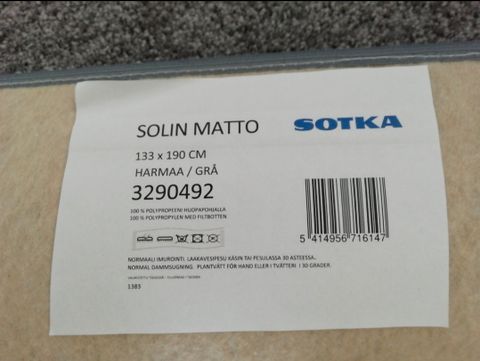 SOLIN MATTO
SOTKA
133 x 190 CM
HARMAA / GRÅ
3290492
100 % POLYPROPEENI HUOPAPOHJALLA
100 % POLYPROPYLEN MED FILTBOTTEN
5 414956 716147
NORMAALI IMUROINTI. LAAKAVESIPESU KÄSIN TAI PESULASSA 30 ASTEESSA.
NORMAL DAMMSUGNING. PLANTVÄTT FÖR HAND ELLER I TVÄTTERI I 30 GRADER.
1383